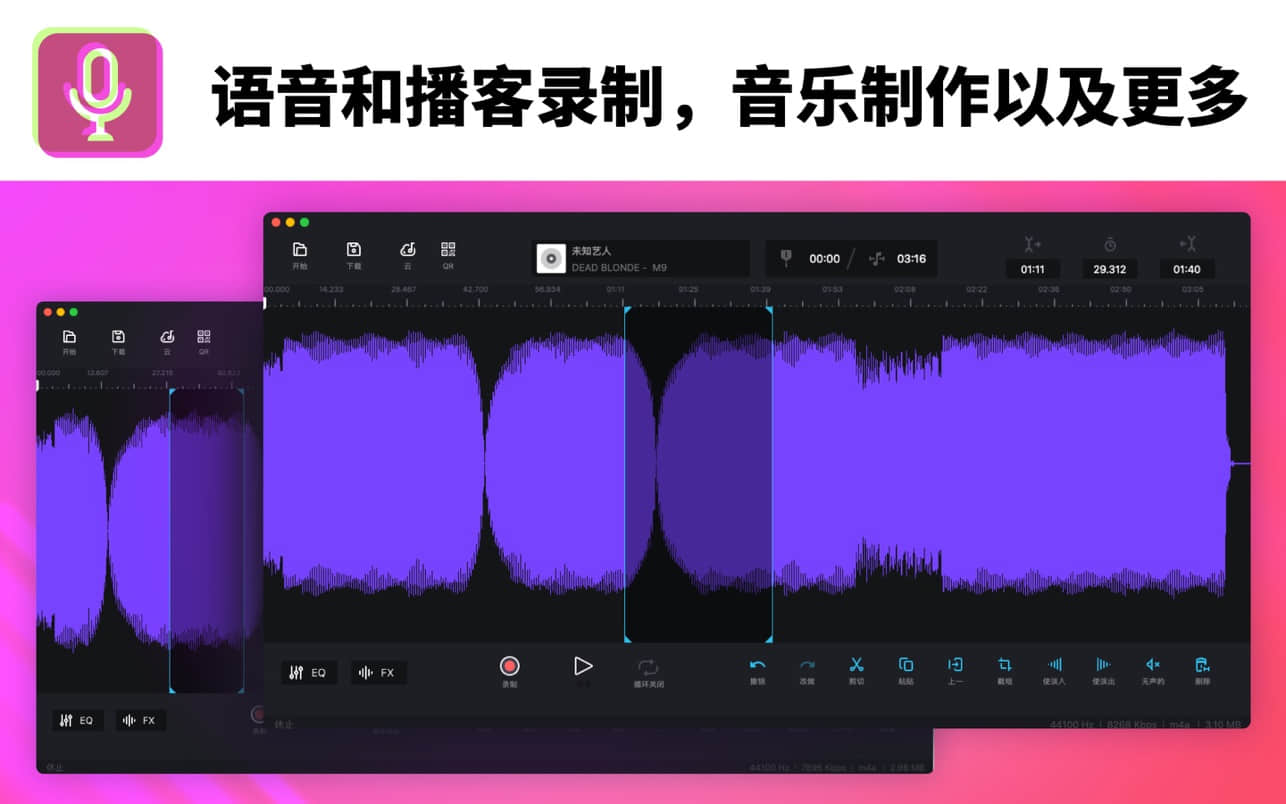 语音和播客录制，音乐制作以及更多
开始
下载
云
QR
未知艺人
DEAD BLONDE - M9
00:00
03:16
01:11
29.312
01:40
00.000
14.233
28.467
42.700
56.934
01:11
01:25
01:39
01:53
02:08
02:22
02:36
02:50
03:05
EQ
FX
录制
循环关闭
撤销
改做
剪切
粘贴
上一
裁增
使淡入
使淡出
无声的
删除
休止
44100 Hz | 8268 Kbps | m4a | 3.10 MB
开始
下载
云
QR
00.000
13.607
27.215
40.823
EQ
FX
休止
44100 Hz | 7896 Kbps | m4a | 2.96 MB